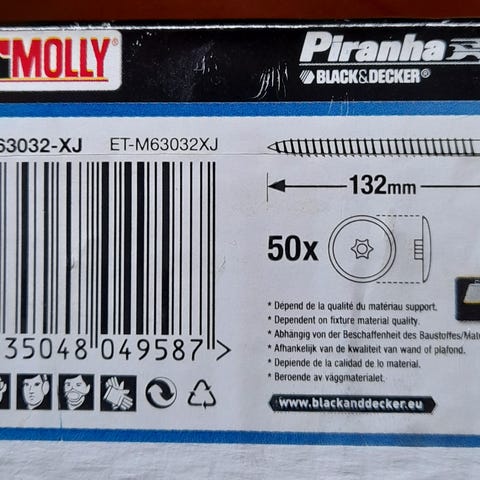 MOLLY
Piranha
BLACK&DECKER®
63032-XJ ET-M63032XJ
132mm
50x
* Dépend de la qualité du matériau support.
* Dependent on fixture material quality.
* Abhängig von der Beschaffenheit des Baustoffes/Mate
* Afhankelijk van de kwaliteit van wand of plafond.
* Depiende de la calidad de lo material.
* Beroende av väggmaterialet.
35048 049587 >
www.blackanddecker.eu